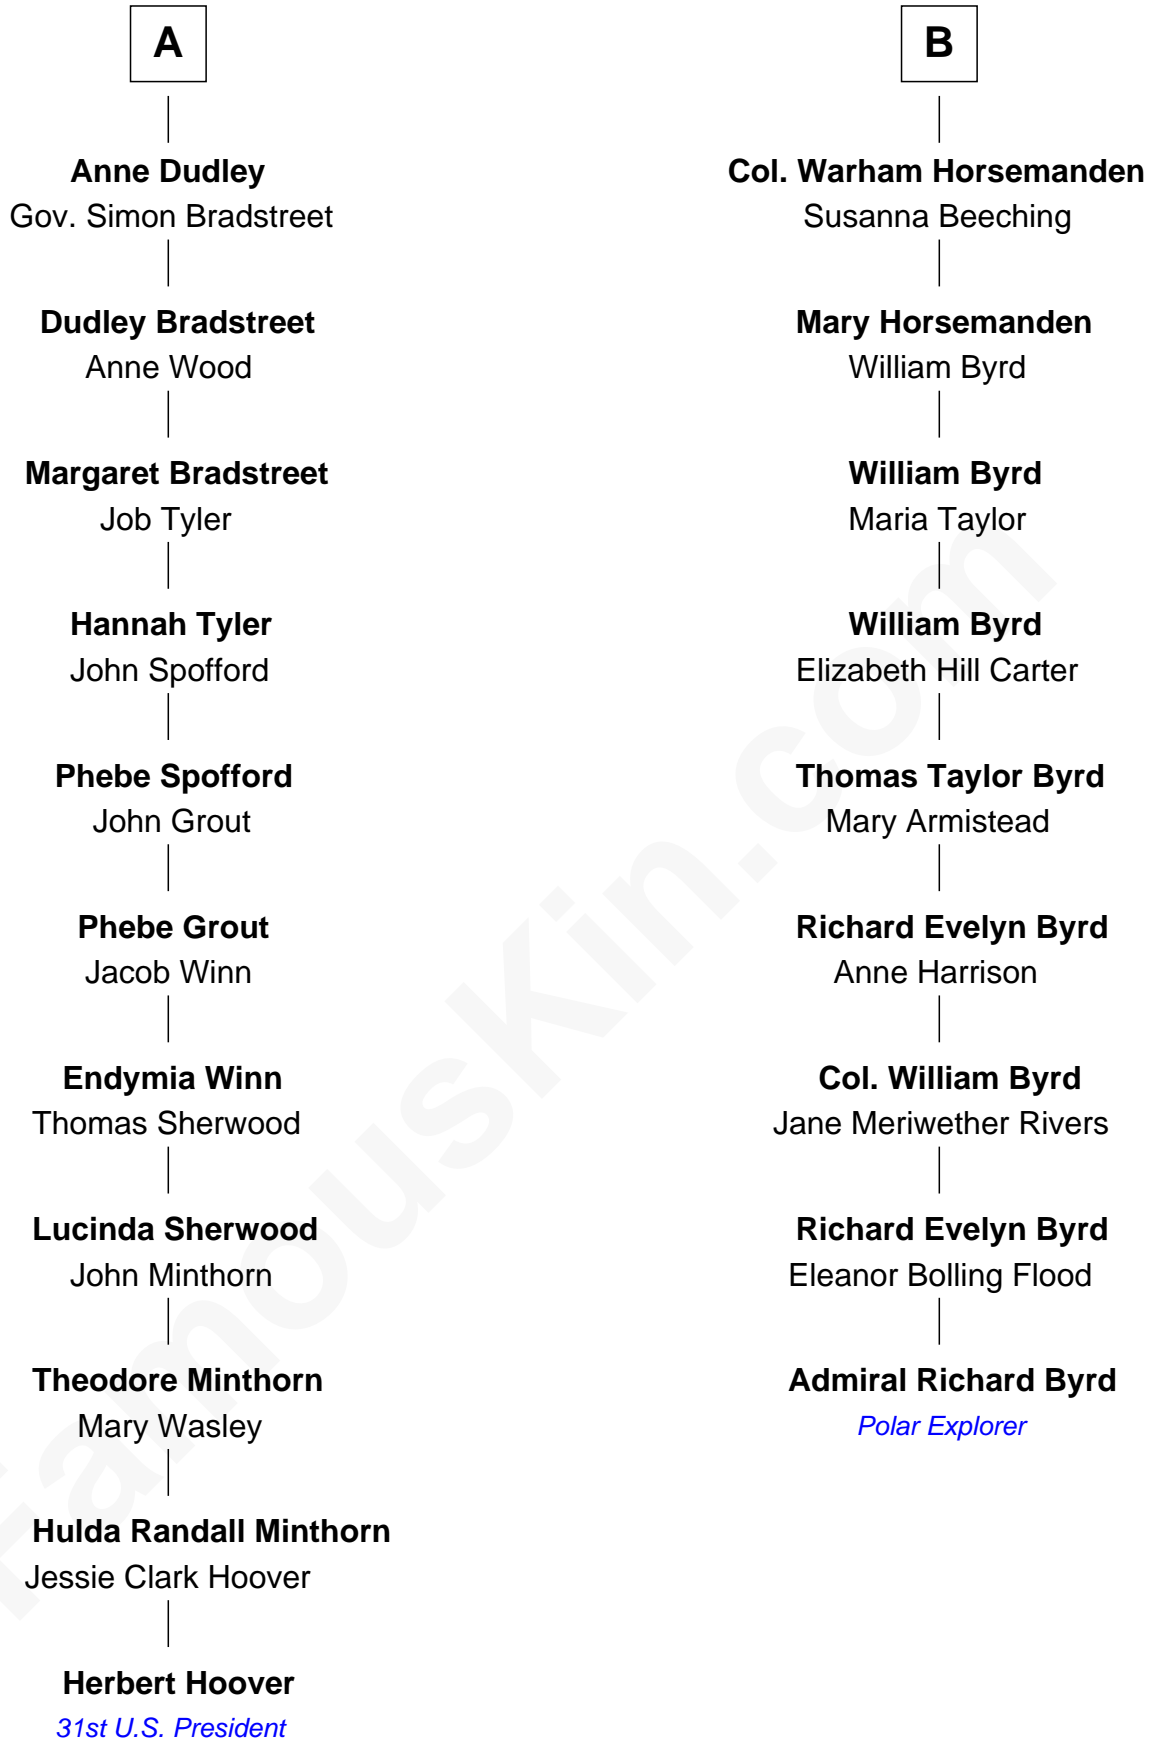 A
Anne Dudley
Gov. Simon Bradstreet
Dudley Bradstreet
Anne Wood
Margaret Bradstreet
Job Tyler
Hannah Tyler
John Spofford
Phebe Spofford
John Grout
Phebe Grout
Jacob Winn
Endymia Winn
Thomas Sherwood
Lucinda Sherwood
John Minthorn
Theodore Minthorn
Mary Wasley
Hulda Randall Minthorn
Jessie Clark Hoover
Herbert Hoover
31st U.S. President
B
Col. Warham Horsemanden
Susanna Beeching
Mary Horsemanden
William Byrd
William Byrd
Maria Taylor
William Byrd
Elizabeth Hill Carter
Thomas Taylor Byrd
Mary Armistead
Richard Evelyn Byrd
Anne Harrison
Col. William Byrd
Jane Meriwether Rivers
Richard Evelyn Byrd
Eleanor Bolling Flood
Admiral Richard Byrd
Polar Explorer
FamousKin.com